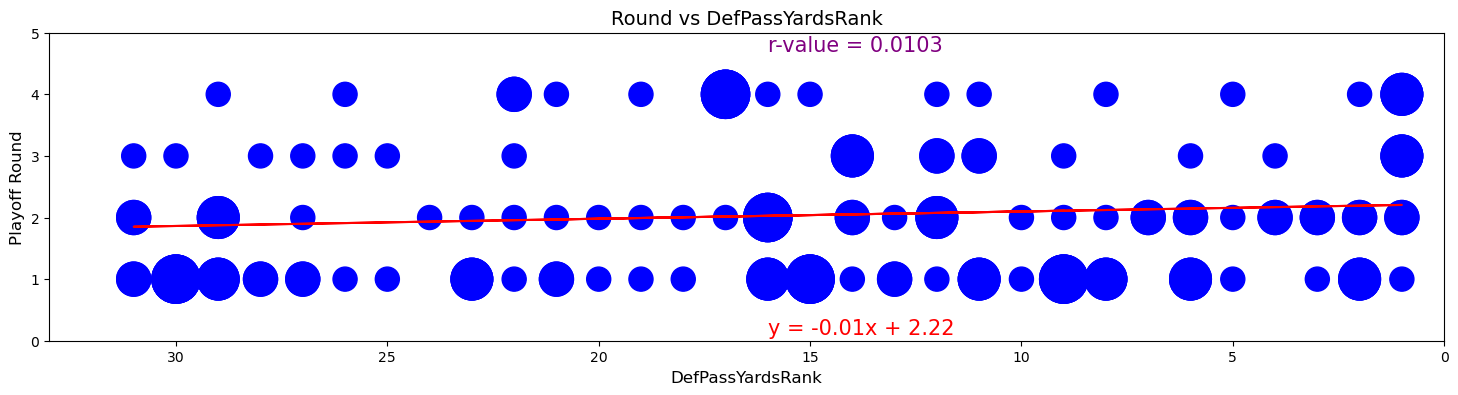 Round vs DefPassYardsRank
r-value = 0.0103
5
4
3
2
1
0
Playoff Round
y = -0.01x + 2.22
30 25 20 15 10 5 0
DefPassYardsRank